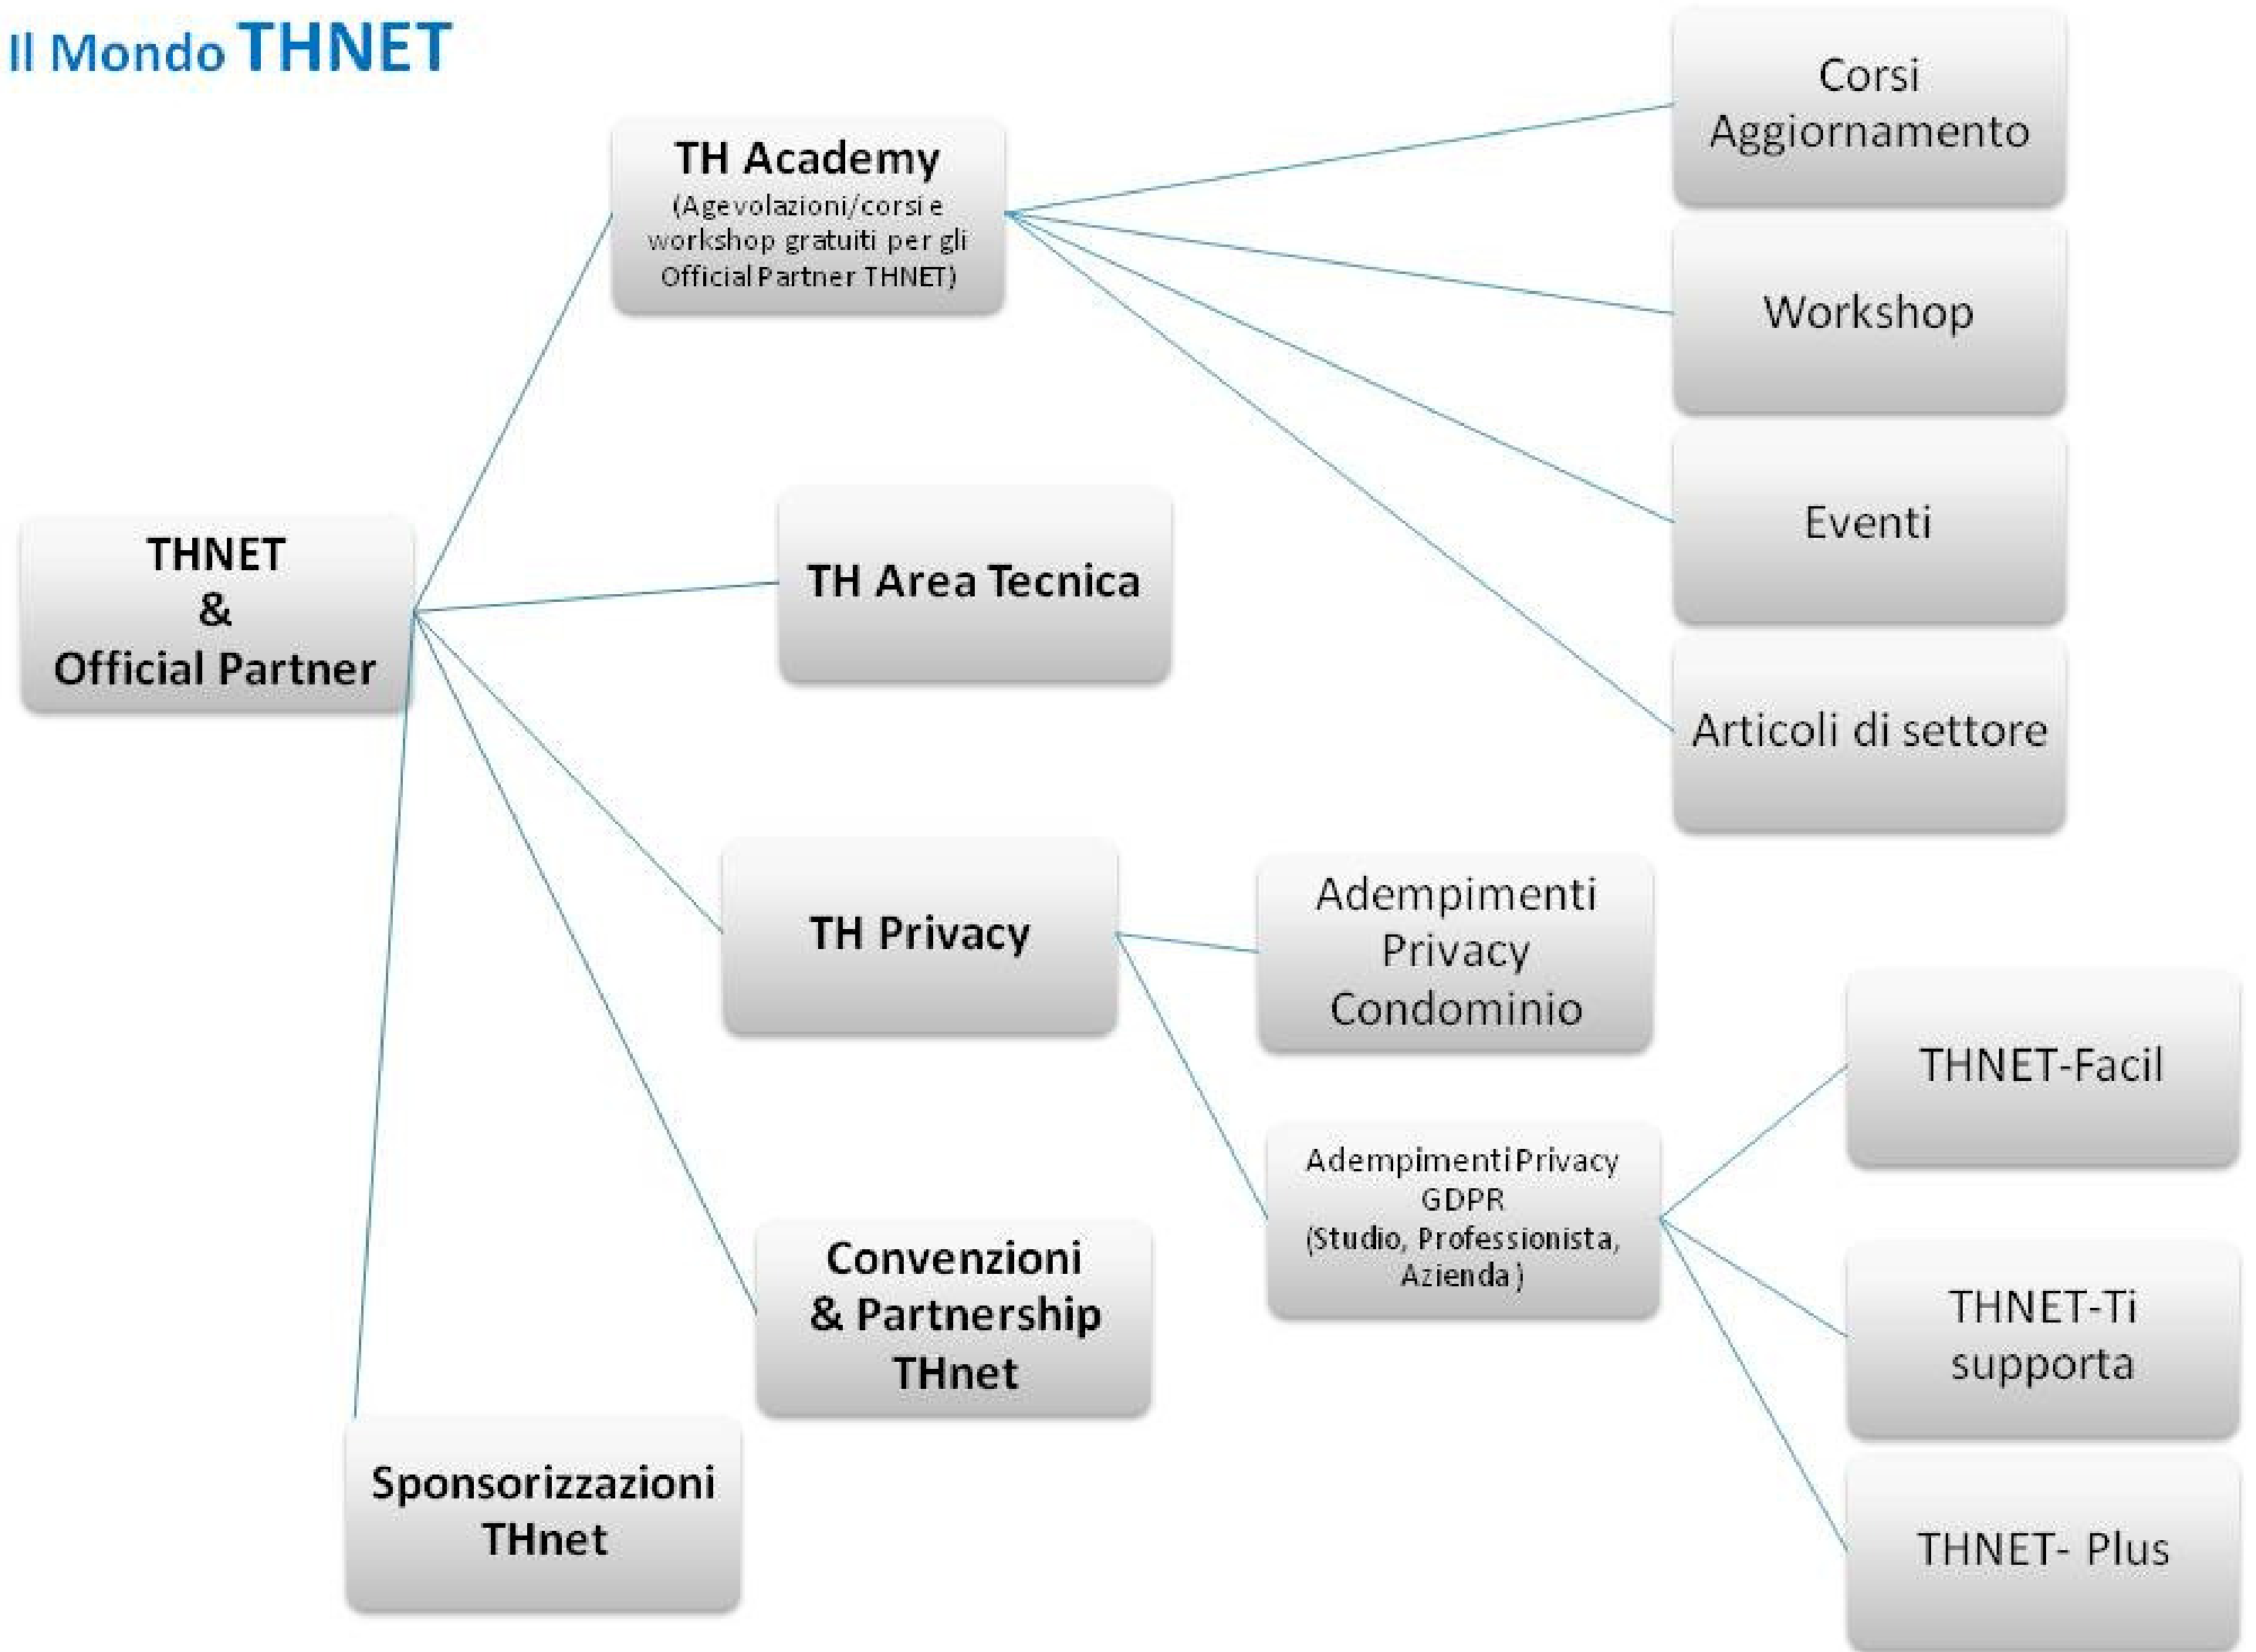 Il Mondo THNET
TH Academy
(Agevolazioni/corsi e
workshop gratuiti per gli
Official Partner THNET)
Corsi
Aggiornamento
Workshop
Eventi
Articoli di settore
THNET
&
Official Partner
TH Area Tecnica
TH Privacy
Adempimenti
Privacy
Condominio
Adempimenti Privacy
GDPR
(Studio, Professionista,
Azienda)
THNET-Facil
THNET-Ti
supporta
THNET- Plus
Convenzioni
& Partnership
THnet
Sponsorizzazioni
THnet